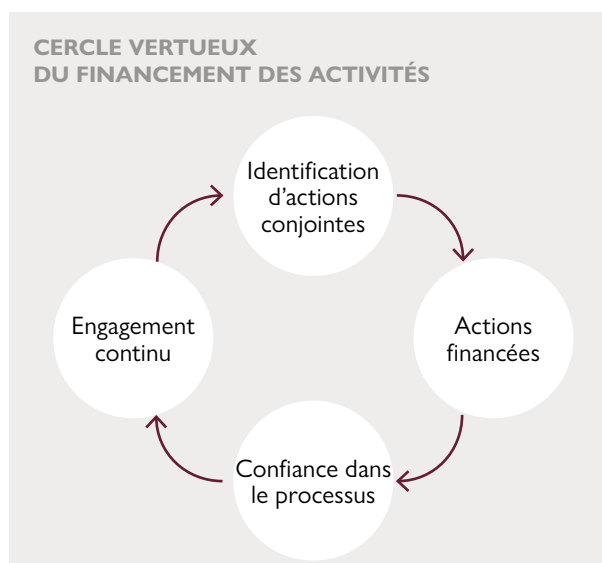 CERCLE VERTUEUX
DU FINANCEMENT DES ACTIVITÉS
Identification
d’actions
conjointes
Actions
financées
Confiance dans
le processus
Engagement
continu